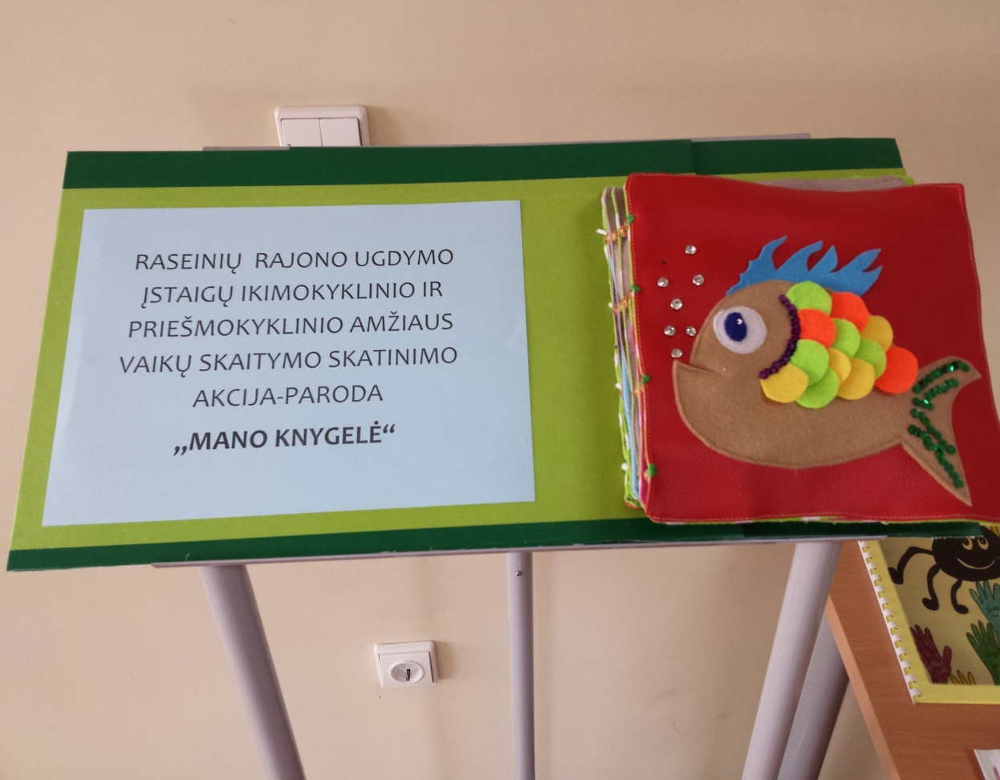 RASEINIŲ RAJONO UGDYMO
ĮSTAIGŲ IKIMOKYKLINIO IR
PRIEŠMOKYKLINIO AMŽIAUS
VAIKŲ SKAITYMO SKATINIMO
AKCIJA-PARODA
„MANO KNYGELĖ“